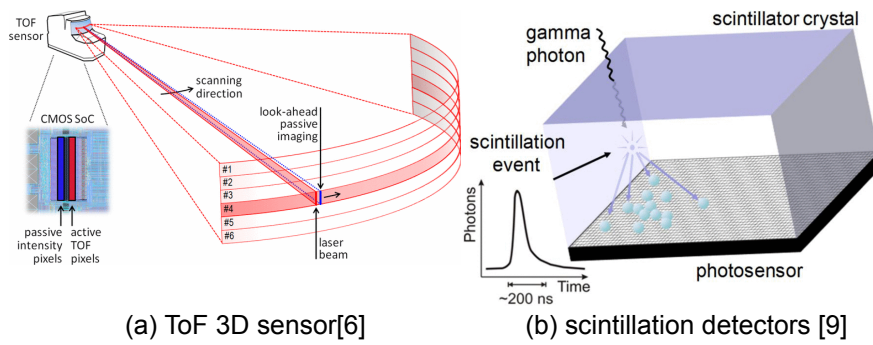 TOF
sensor
scanning
direction
look-ahead
passive
imaging
CMOS SoC
#1
#2
#3
#4
#5
#6
passive
intensity
pixels
active
TOF
pixels
laser
beam
(a) ToF 3D sensor[6]
scintillator crystal
gamma
photon
scintillation
event
Photons
Time
~200 ns
photosensor
(b) scintillation detectors [9]